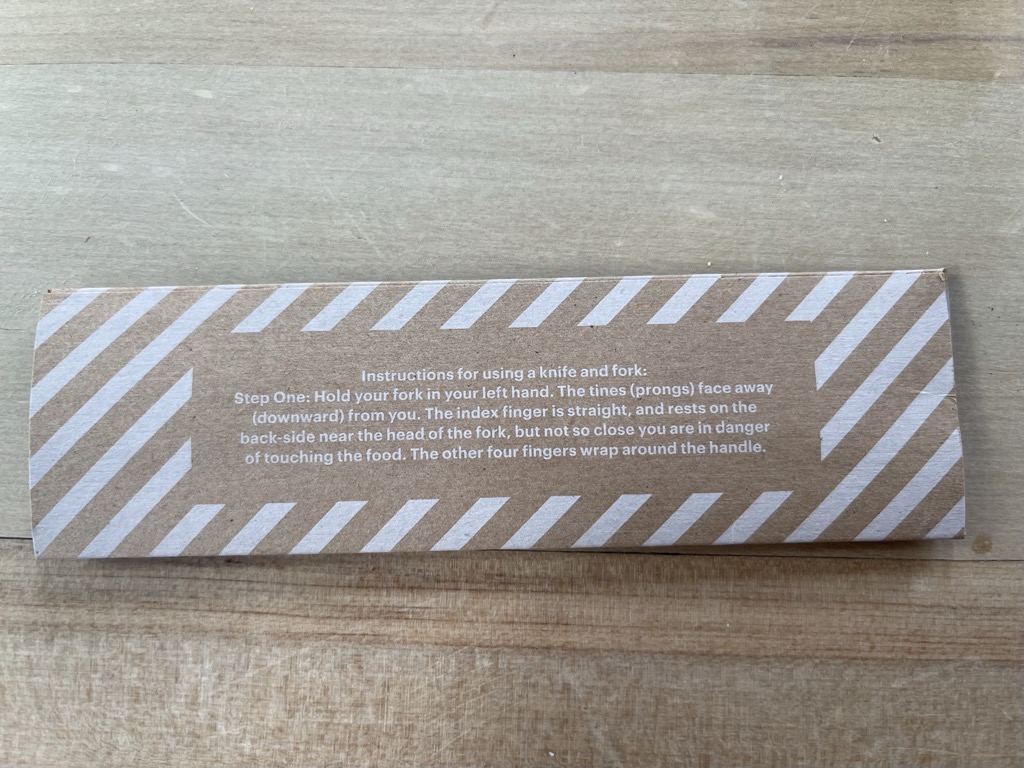 Instructions for using a knife and fork:
Step One: Hold your fork in your left hand. The tines (prongs) face away
(downward) from you. The index finger is straight, and rests on the
back-side near the head of the fork, but not so close you are in danger
of touching the food. The other four fingers wrap around the handle.